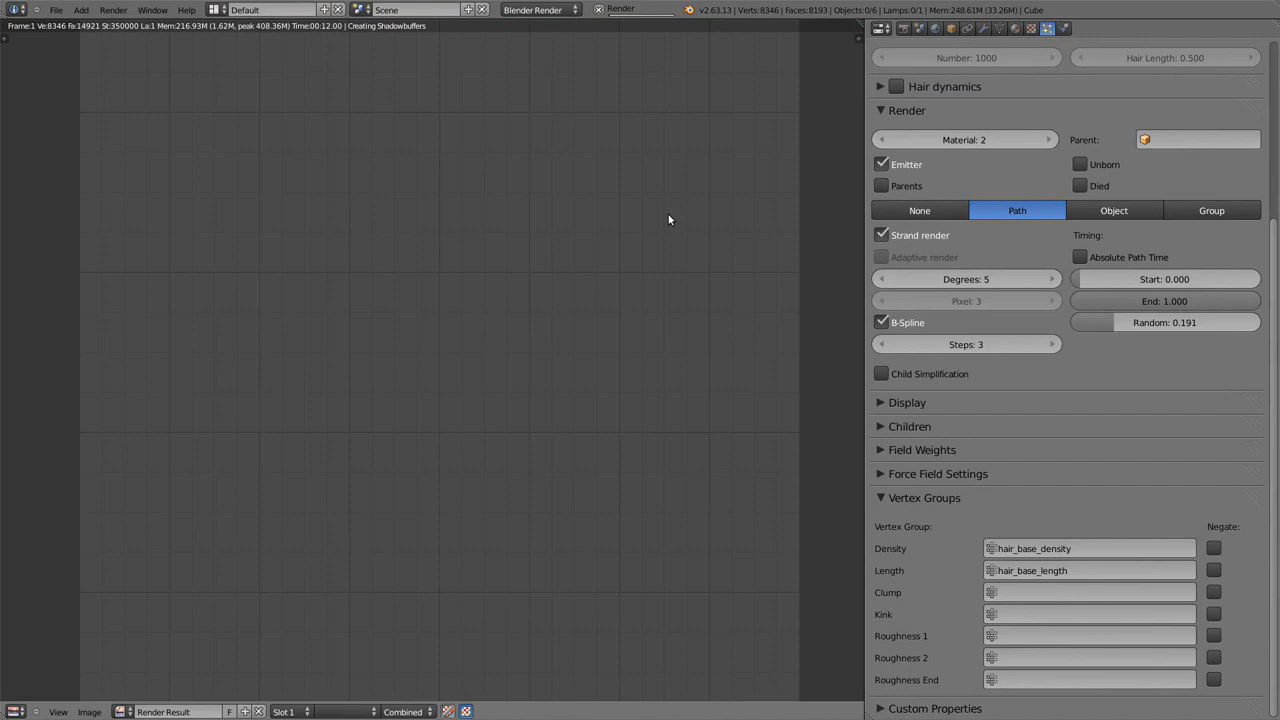 File Add Render Window Help Default Scene Blender Render Render v2.63.13 | Verts:8346 | Faces:8193 | Objects:0/6 | Lamps:0/1 | Mem:248.61M (33.26M) | Cube
Frame:1 Ve:8346 Fa:14921 St:350000 La:1 Mem:216.93M (1.62M, peak 408.36M) Time:00:12.00 | Creating Shadowbuffers
Number: 1000 Hair Length: 0.500
Hair dynamics
Render
Material: 2 Parent:
Emitter Unborn
Parents Died
None Path Object Group
Strand render Timing:
Adaptive render Absolute Path Time
Degrees: 5 Start: 0.000
Pixel: 3 End: 1.000
B-Spline Random: 0.191
Steps: 3
Child Simplification
Display
Children
Field Weights
Force Field Settings
Vertex Groups
Vertex Group: Negate:
Density hair_base_density
Length hair_base_length
Clump
Kink
Roughness 1
Roughness 2
Roughness End
Custom Properties
View Image Render Result F Slot 1 Combined